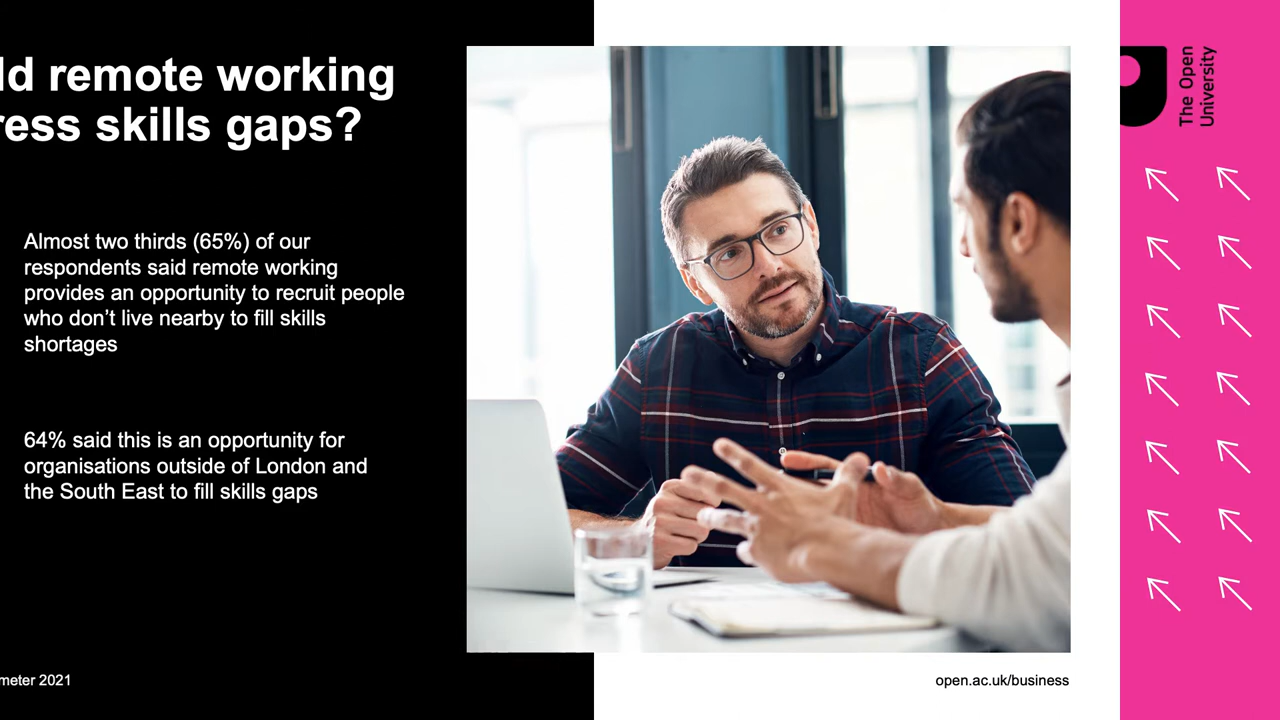 ld remote working
ress skills gaps?
Almost two thirds (65%) of our
respondents said remote working
provides an opportunity to recruit people
who don’t live nearby to fill skills
shortages
64% said this is an opportunity for
organisations outside of London and
the South East to fill skills gaps
meter 2021
open.ac.uk/business
The Open
University